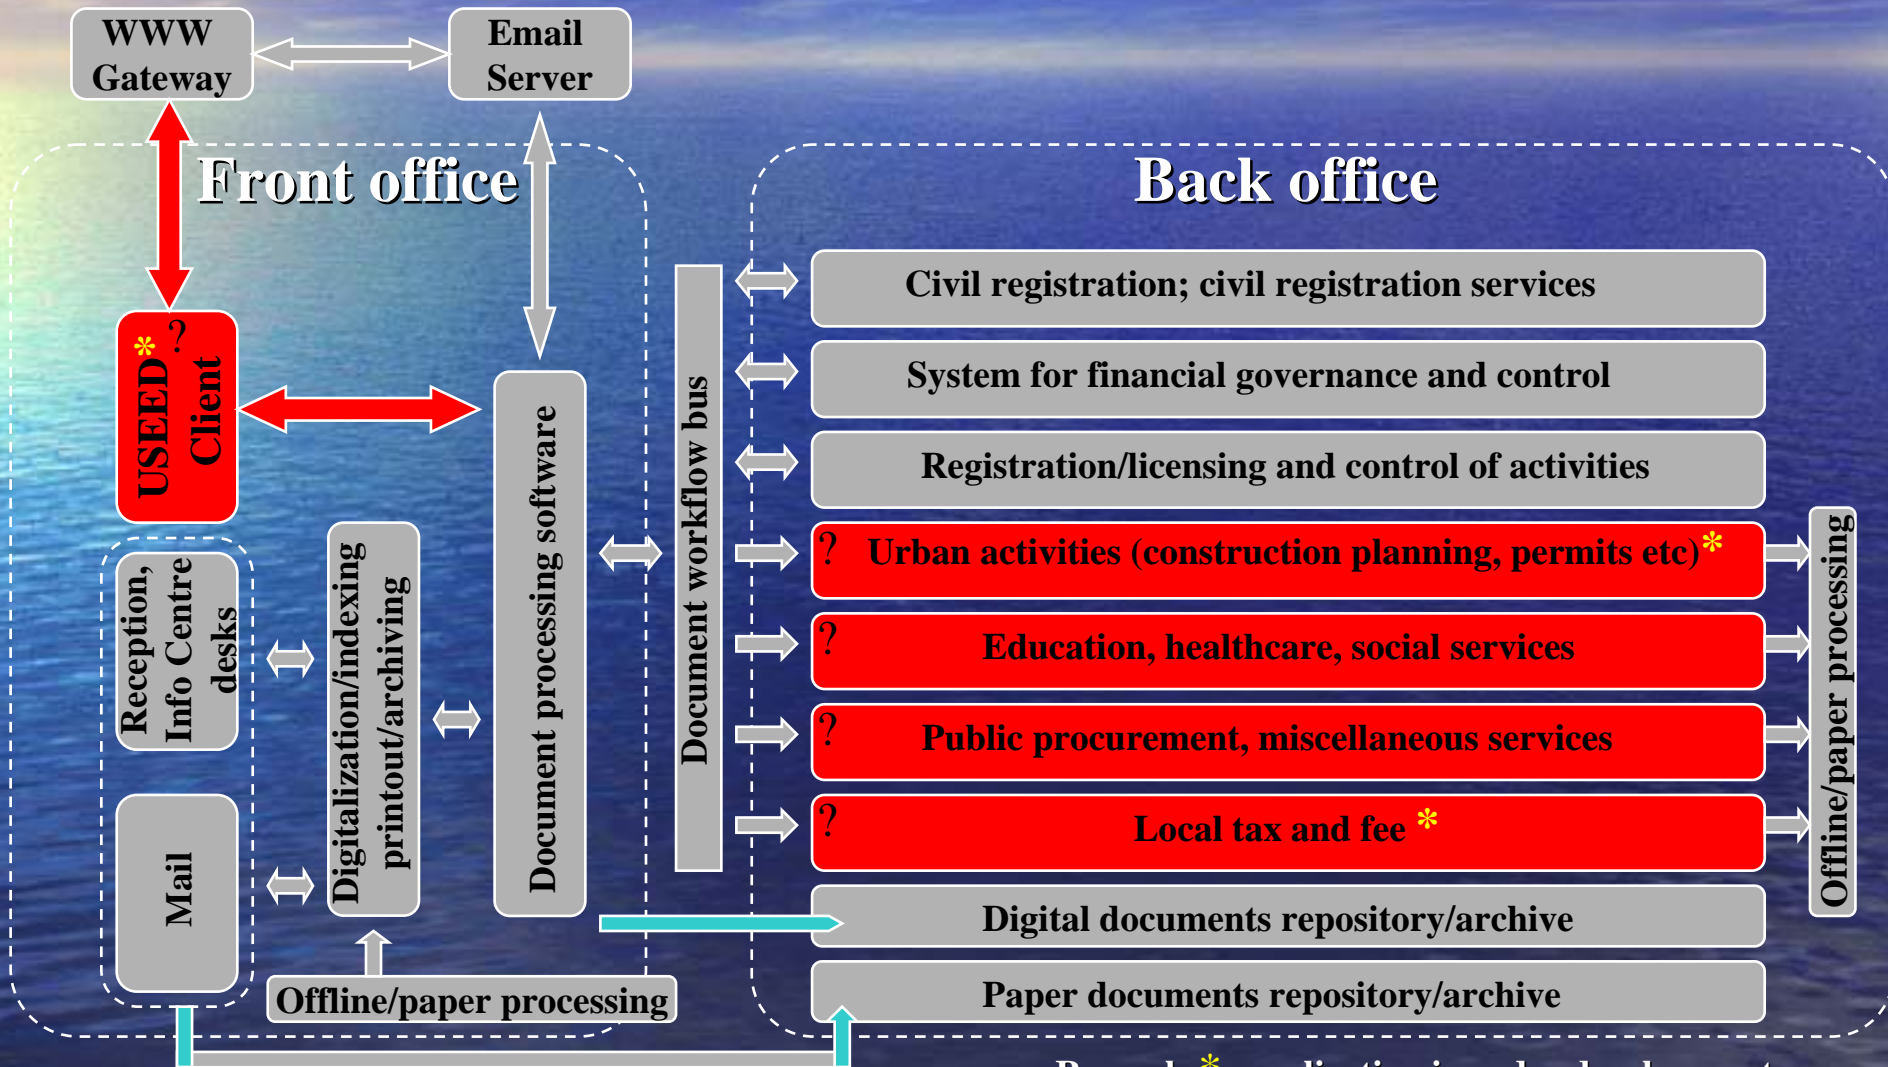 WWW
Gateway
Email
Server
Front office
Back office
USEED* ?
Client
Reception,
Info Centre
desks
Mail
Digitalization/indexing
printout/archiving
Offline/paper processing
Document processing software
Document workflow bus
Civil registration; civil registration services
System for financial governance and control
Registration/licensing and control of activities
? Urban activities (construction planning, permits etc)*
? Education, healthcare, social services
? Public procurement, miscellaneous services
? Local tax and fee *
Digital documents repository/archive
Paper documents repository/archive
Offline/paper processing
*